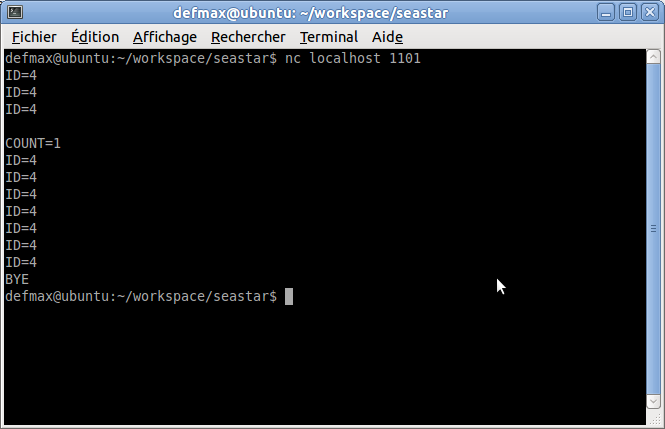 defmax@ubuntu: ~/workspace/seastar
Fichier Édition Affichage Rechercher Terminal Aide
defmax@ubuntu:~/workspace/seastar$ nc localhost 1101
ID=4
ID=4
ID=4
COUNT=1
ID=4
ID=4
ID=4
ID=4
ID=4
ID=4
ID=4
BYE
defmax@ubuntu:~/workspace/seastar$